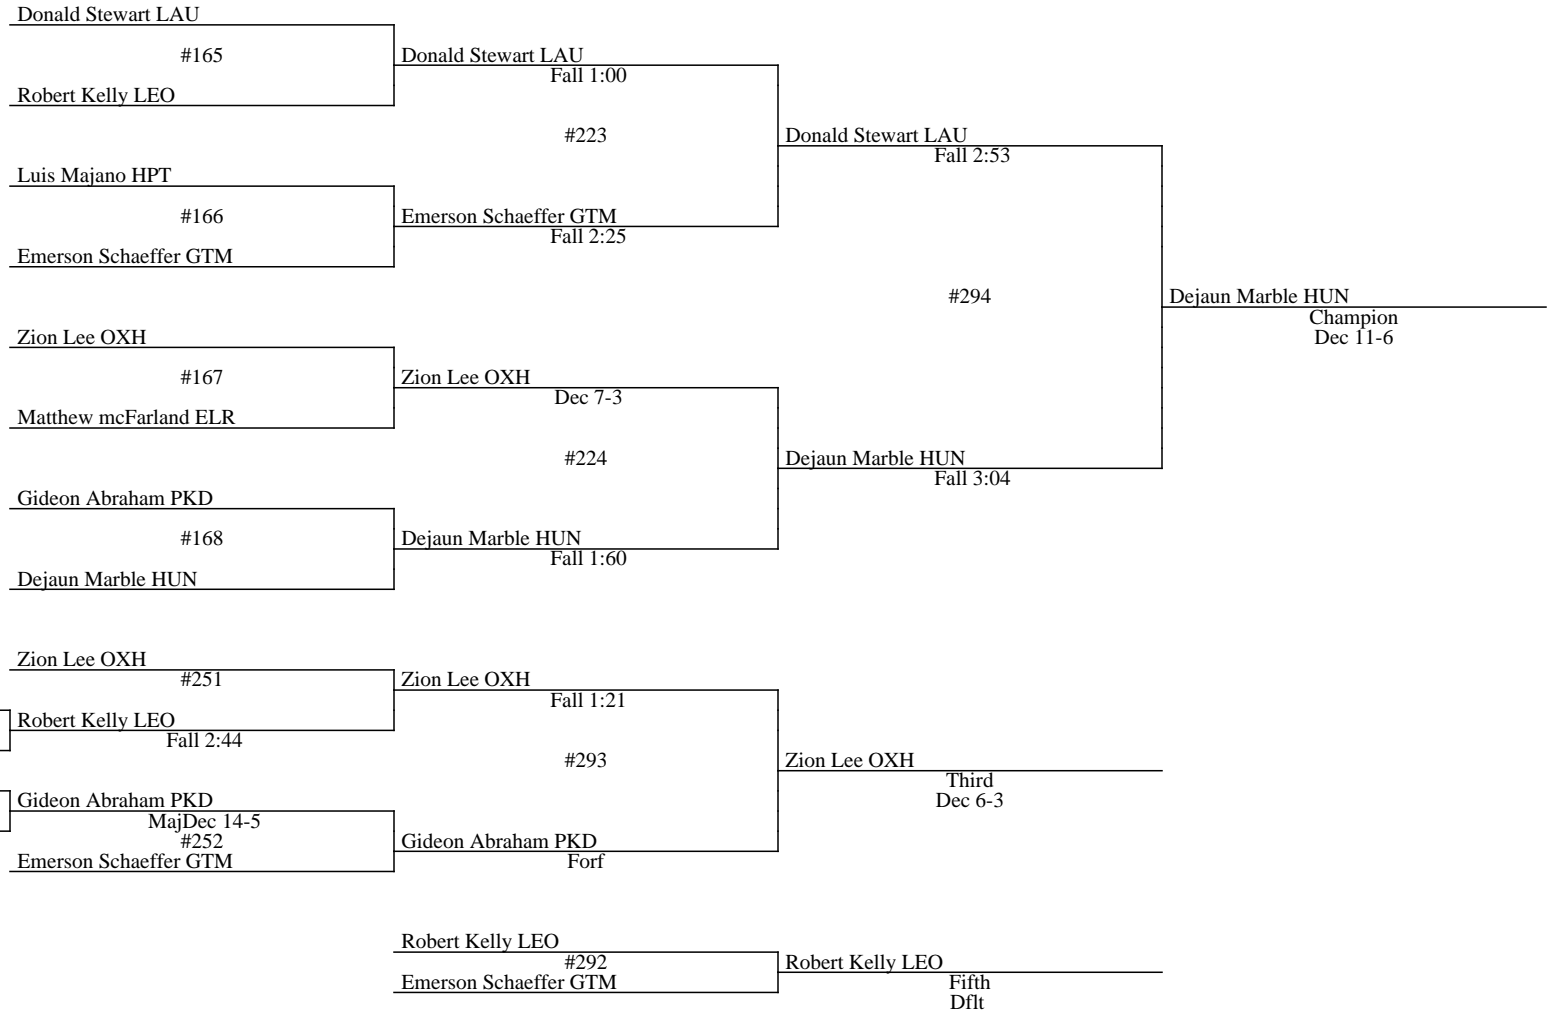 Donald Stewart LAU
#165
Donald Stewart LAU
Fall 1:00
Robert Kelly LEO
#223
Donald Stewart LAU
Fall 2:53
Luis Majano HPT
#166
Emerson Schaeffer GTM
Fall 2:25
Emerson Schaeffer GTM
#294
Dejaun Marble HUN
Champion
Dec 11-6
Zion Lee OXH
#167
Zion Lee OXH
Dec 7-3
Matthew mcFarland ELR
#224
Dejaun Marble HUN
Fall 3:04
Gideon Abraham PKD
#168
Dejaun Marble HUN
Fall 1:60
Dejaun Marble HUN
Zion Lee OXH
#251
Zion Lee OXH
Fall 1:21
Robert Kelly LEO
Fall 2:44
#293
Zion Lee OXH
Third
Dec 6-3
Gideon Abraham PKD
MajDec 14-5
#252
Gideon Abraham PKD
Forf
Emerson Schaeffer GTM
Robert Kelly LEO
#292
Robert Kelly LEO
Fifth
Dflt
Emerson Schaeffer GTM